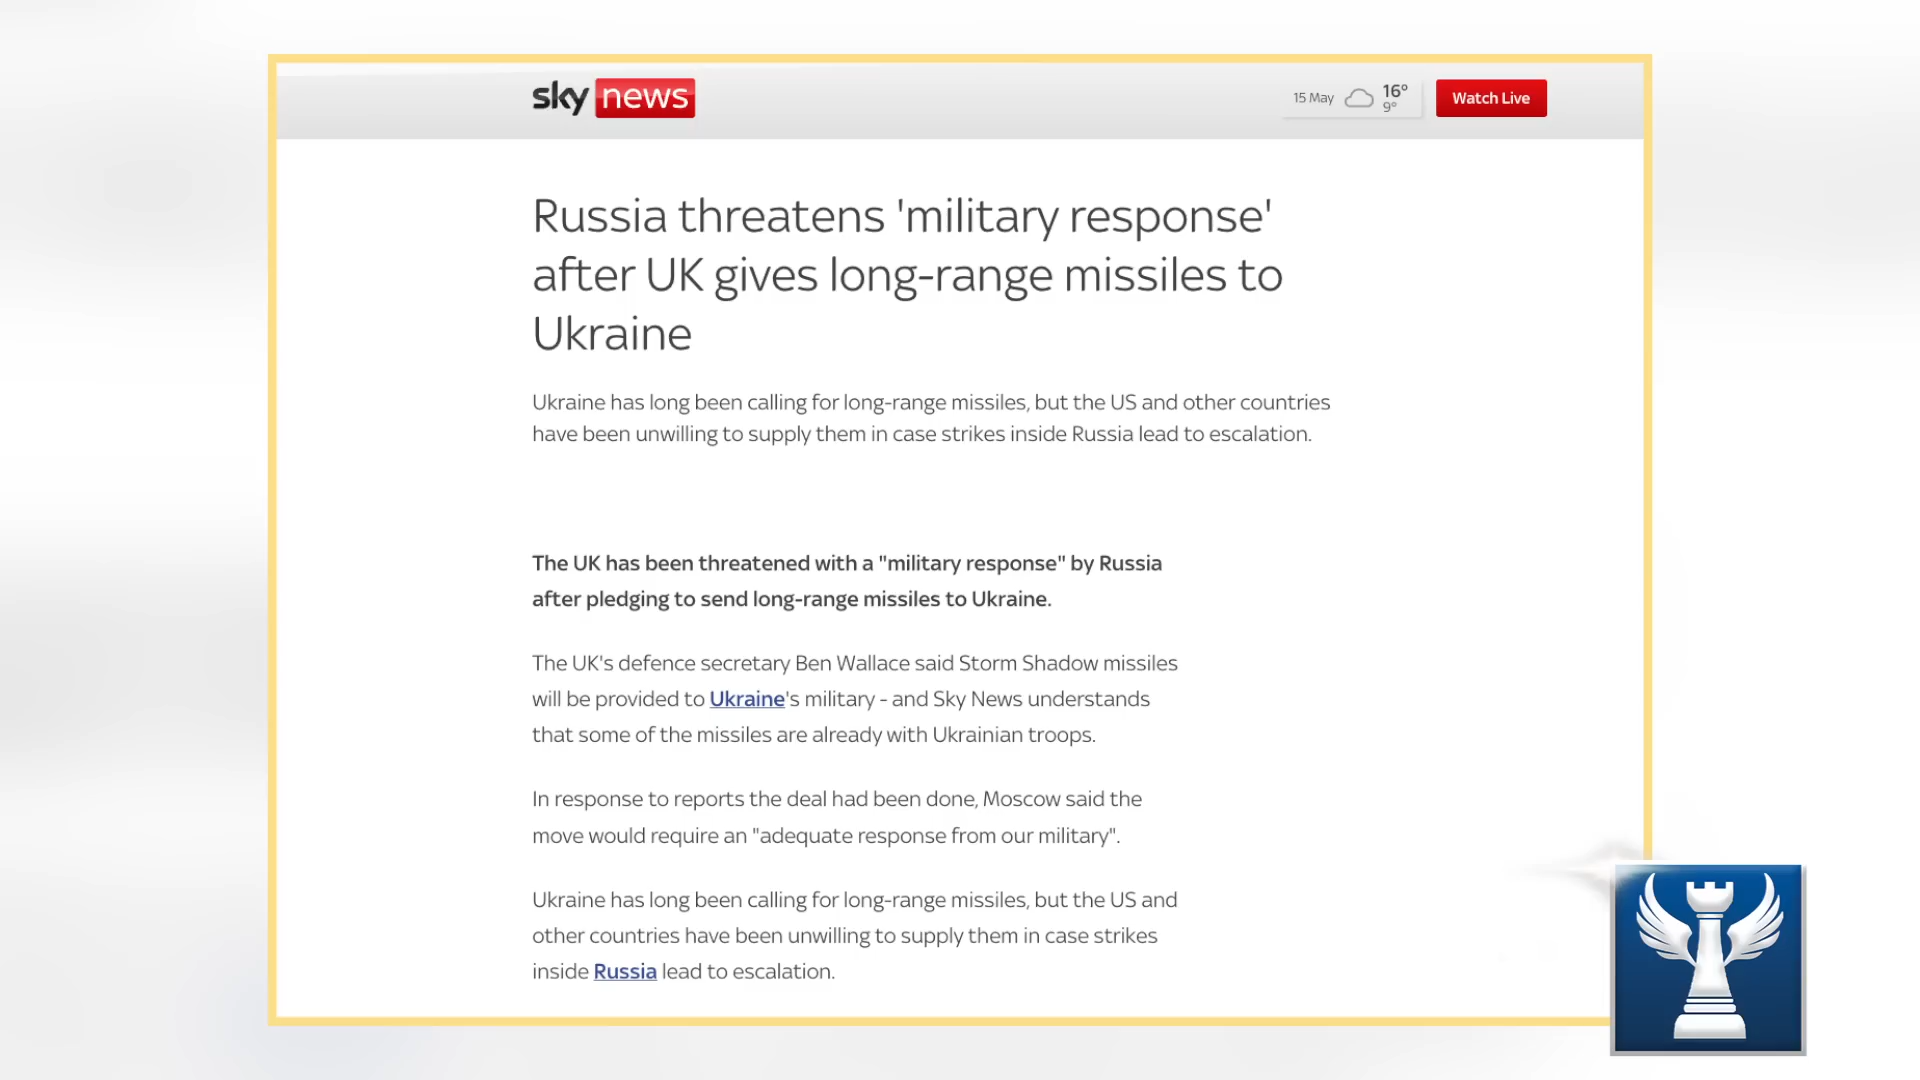 sky news
15 May
16°
9°
Watch Live
Russia threatens 'military response'
after UK gives long-range missiles to
Ukraine
Ukraine has long been calling for long-range missiles, but the US and other countries
have been unwilling to supply them in case strikes inside Russia lead to escalation.
The UK has been threatened with a "military response" by Russia
after pledging to send long-range missiles to Ukraine.
The UK's defence secretary Ben Wallace said Storm Shadow missiles
will be provided to Ukraine's military - and Sky News understands
that some of the missiles are already with Ukrainian troops.
In response to reports the deal had been done, Moscow said the
move would require an "adequate response from our military".
Ukraine has long been calling for long-range missiles, but the US and
other countries have been unwilling to supply them in case strikes
inside Russia lead to escalation.